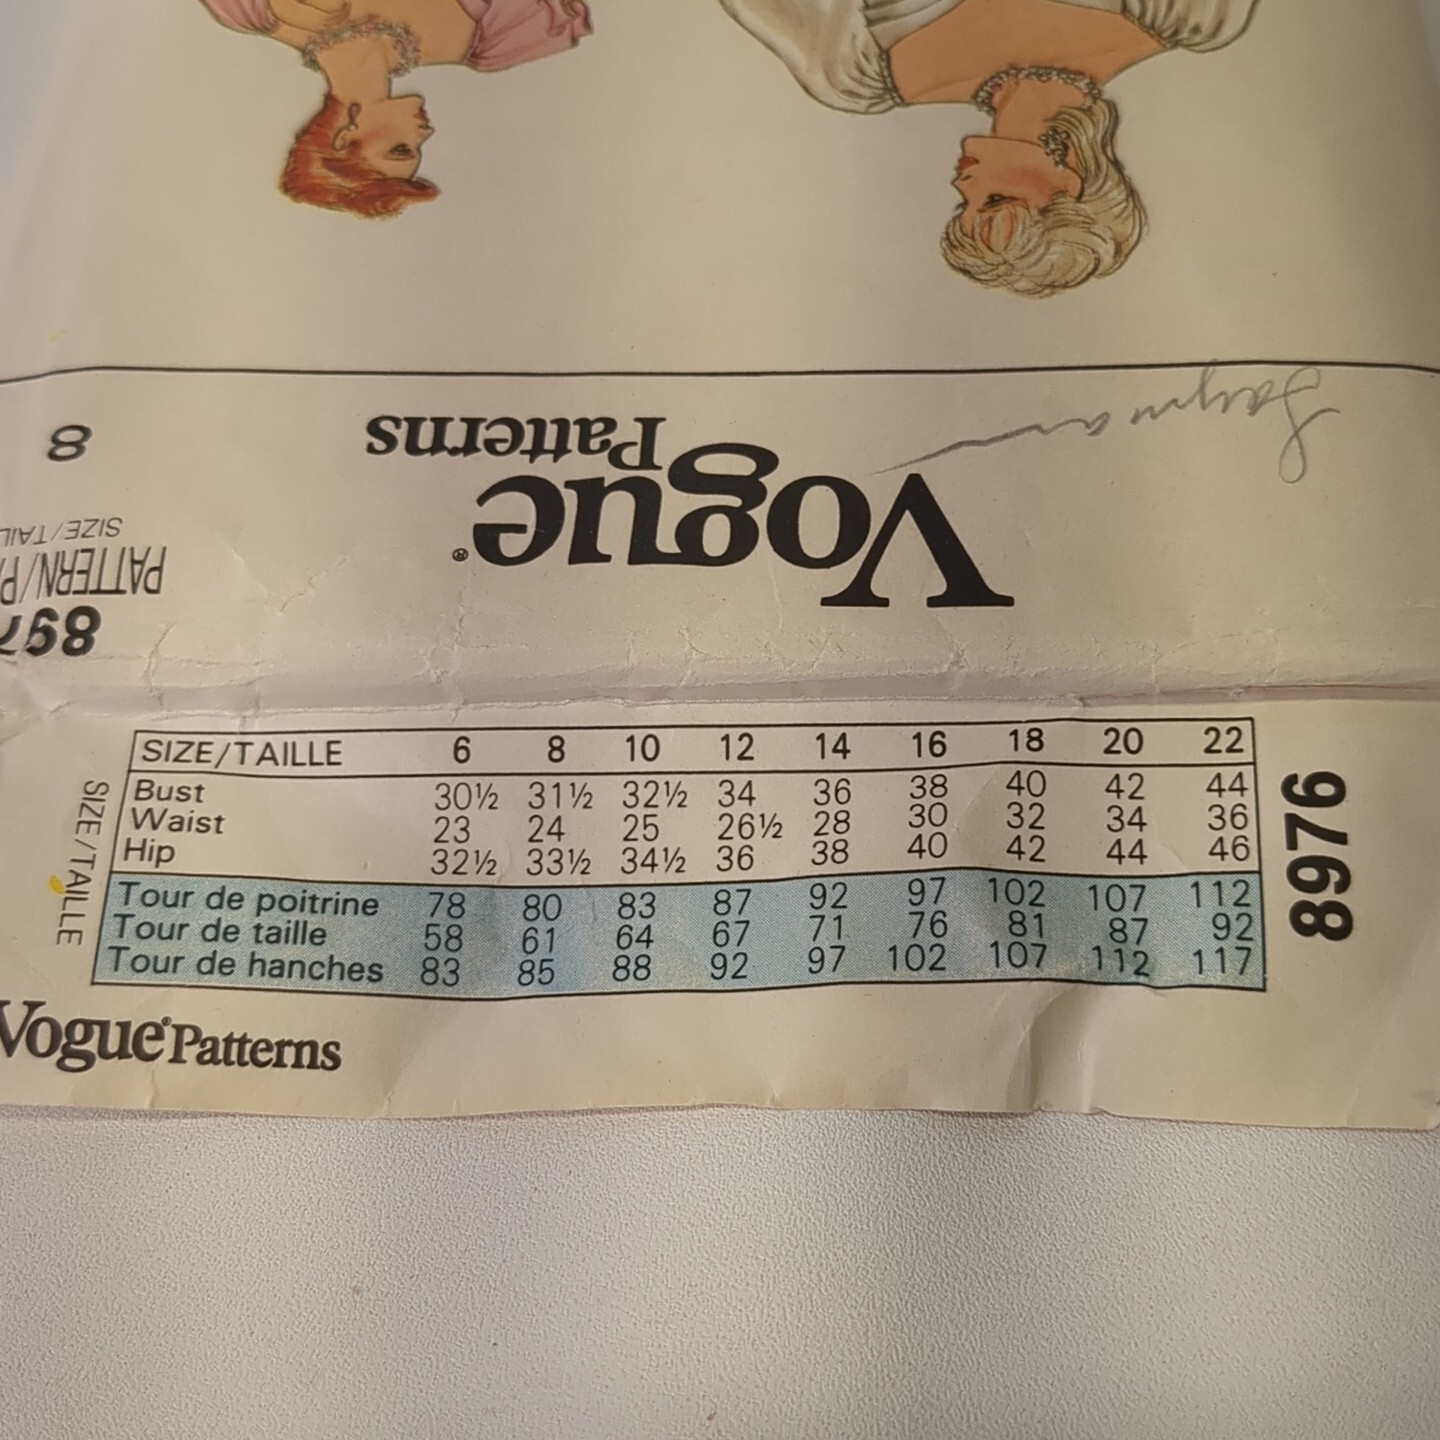 8
SIZE/TAIL
PATTERN/PA
897
Vogue®
Patterns
SIZE/TAILLE 6 8 10 12 14 16 18 20 22
Bust 30½ 31½ 32½ 34 36 38 40 42 44
Waist 23 24 25 26½ 28 30 32 34 36
Hip 32½ 33½ 34½ 36 38 40 42 44 46
Tour de poitrine 78 80 83 87 92 97 102 107 112
Tour de taille 58 61 64 67 71 76 81 87 92
Tour de hanches 83 85 88 92 97 102 107 112 117
SIZE/TAILLE
8976
Vogue® Patterns